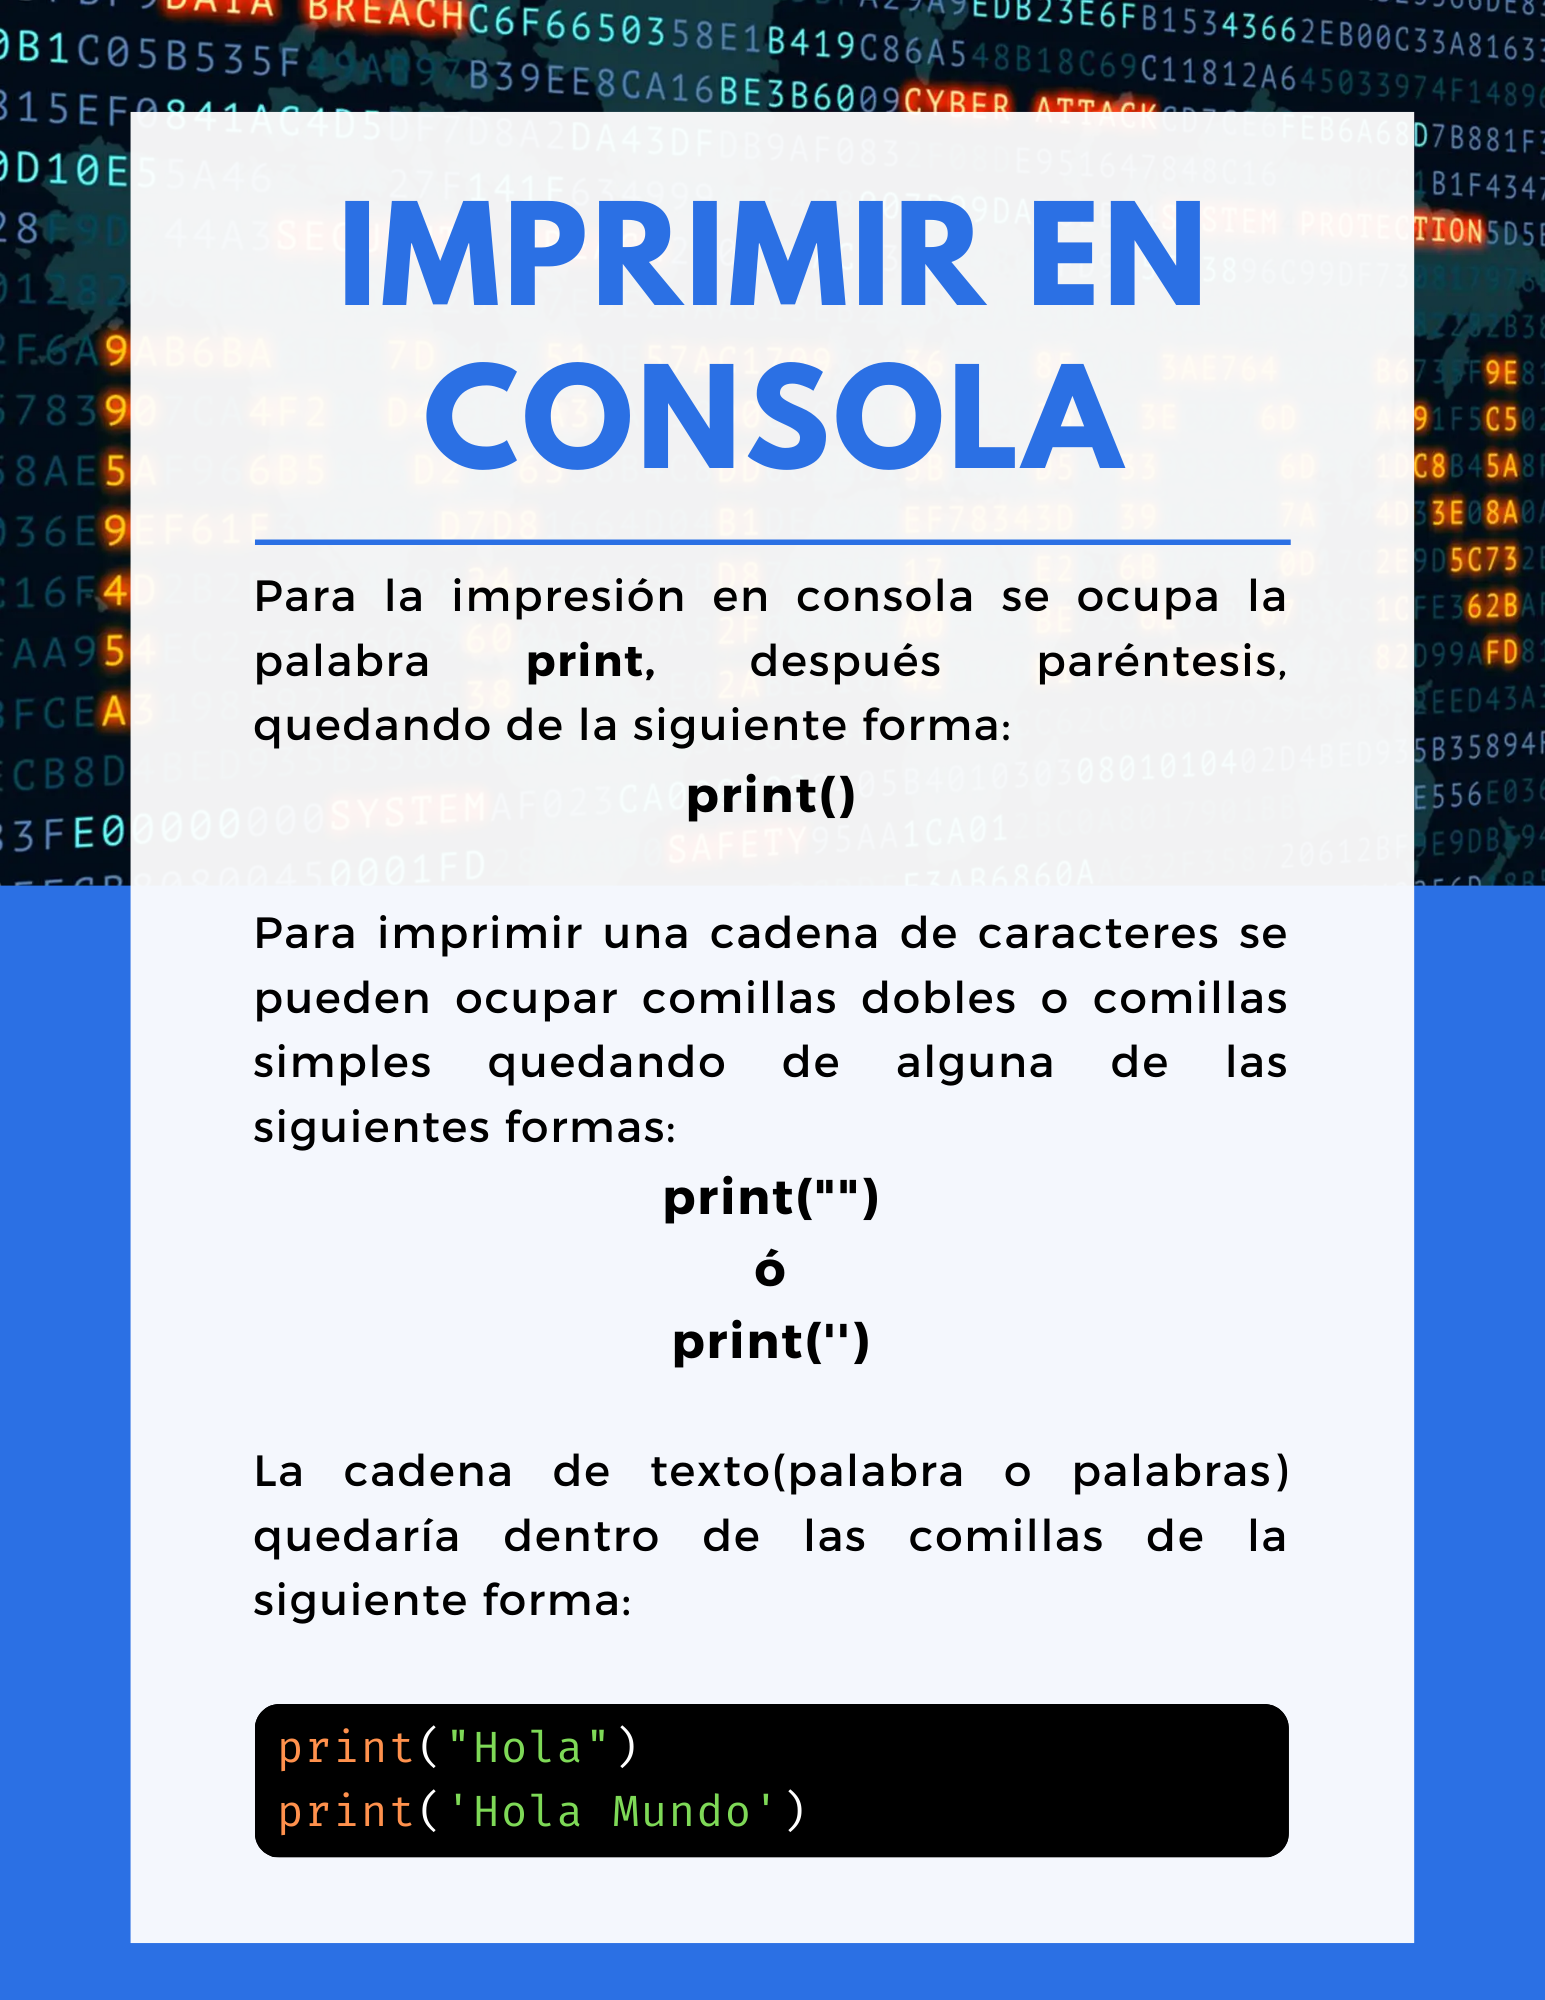 IMPRIMIR EN
CONSOLA
Para la impresión en consola se ocupa la
palabra print, después paréntesis,
quedando de la siguiente forma:
print()
Para imprimir una cadena de caracteres se
pueden ocupar comillas dobles o comillas
simples quedando de alguna de las
siguientes formas:
print("")
ó
print('')
La cadena de texto(palabra o palabras)
quedaría dentro de las comillas de la
siguiente forma:
print("Hola")
print('Hola Mundo')